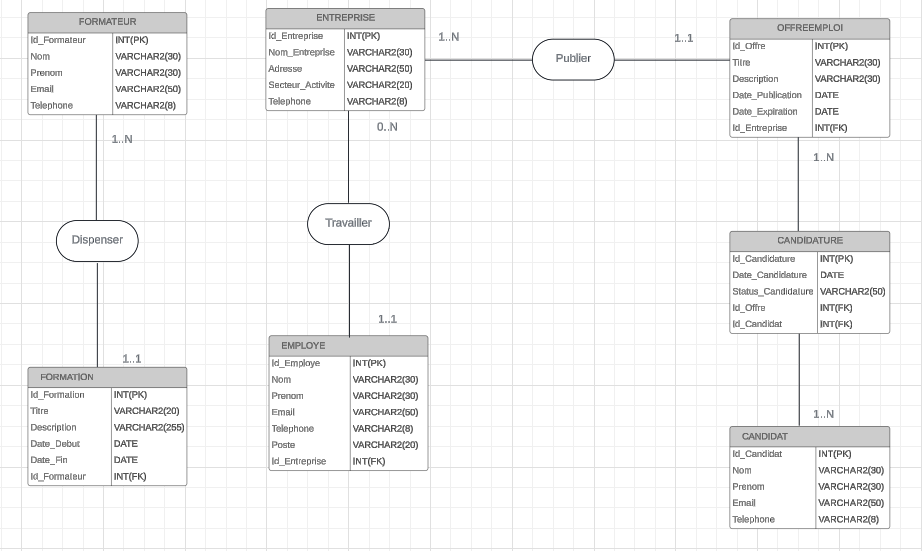 FORMATEUR
Id_Formateur INT(PK)
Nom VARCHAR2(30)
Prenom VARCHAR2(30)
Email VARCHAR2(50)
Telephone VARCHAR2(8)
1..N
Dispenser
1..1
FORMATION
Id_Formation INT(PK)
Titre VARCHAR2(20)
Description VARCHAR2(255)
Date_Debut DATE
Date_Fin DATE
Id_Formateur INT(FK)
ENTREPRISE
Id_Entreprise INT(PK)
Nom_Entreprise VARCHAR2(30)
Adresse VARCHAR2(50)
Secteur_Activite VARCHAR2(20)
Telephone VARCHAR2(8)
0..N
Travailler
1..1
EMPLOYE
Id_Employe INT(PK)
Nom VARCHAR2(30)
Prenom VARCHAR2(30)
Email VARCHAR2(50)
Telephone VARCHAR2(8)
Poste VARCHAR2(20)
Id_Entreprise INT(FK)
1..N
Publier
1..1
OFFREEMPLOI
Id_Offre INT(PK)
Titre VARCHAR2(30)
Description VARCHAR2(30)
Date_Publication DATE
Date_Expiration DATE
Id_Entreprise INT(FK)
1..N
CANDIDATURE
Id_Candidature INT(PK)
Date_Candidature DATE
Status_Candidature VARCHAR2(50)
Id_Offre INT(FK)
Id_Candidat INT(FK)
1..N
CANDIDAT
Id_Candidat INT(PK)
Nom VARCHAR2(30)
Prenom VARCHAR2(30)
Email VARCHAR2(50)
Telephone VARCHAR2(8)